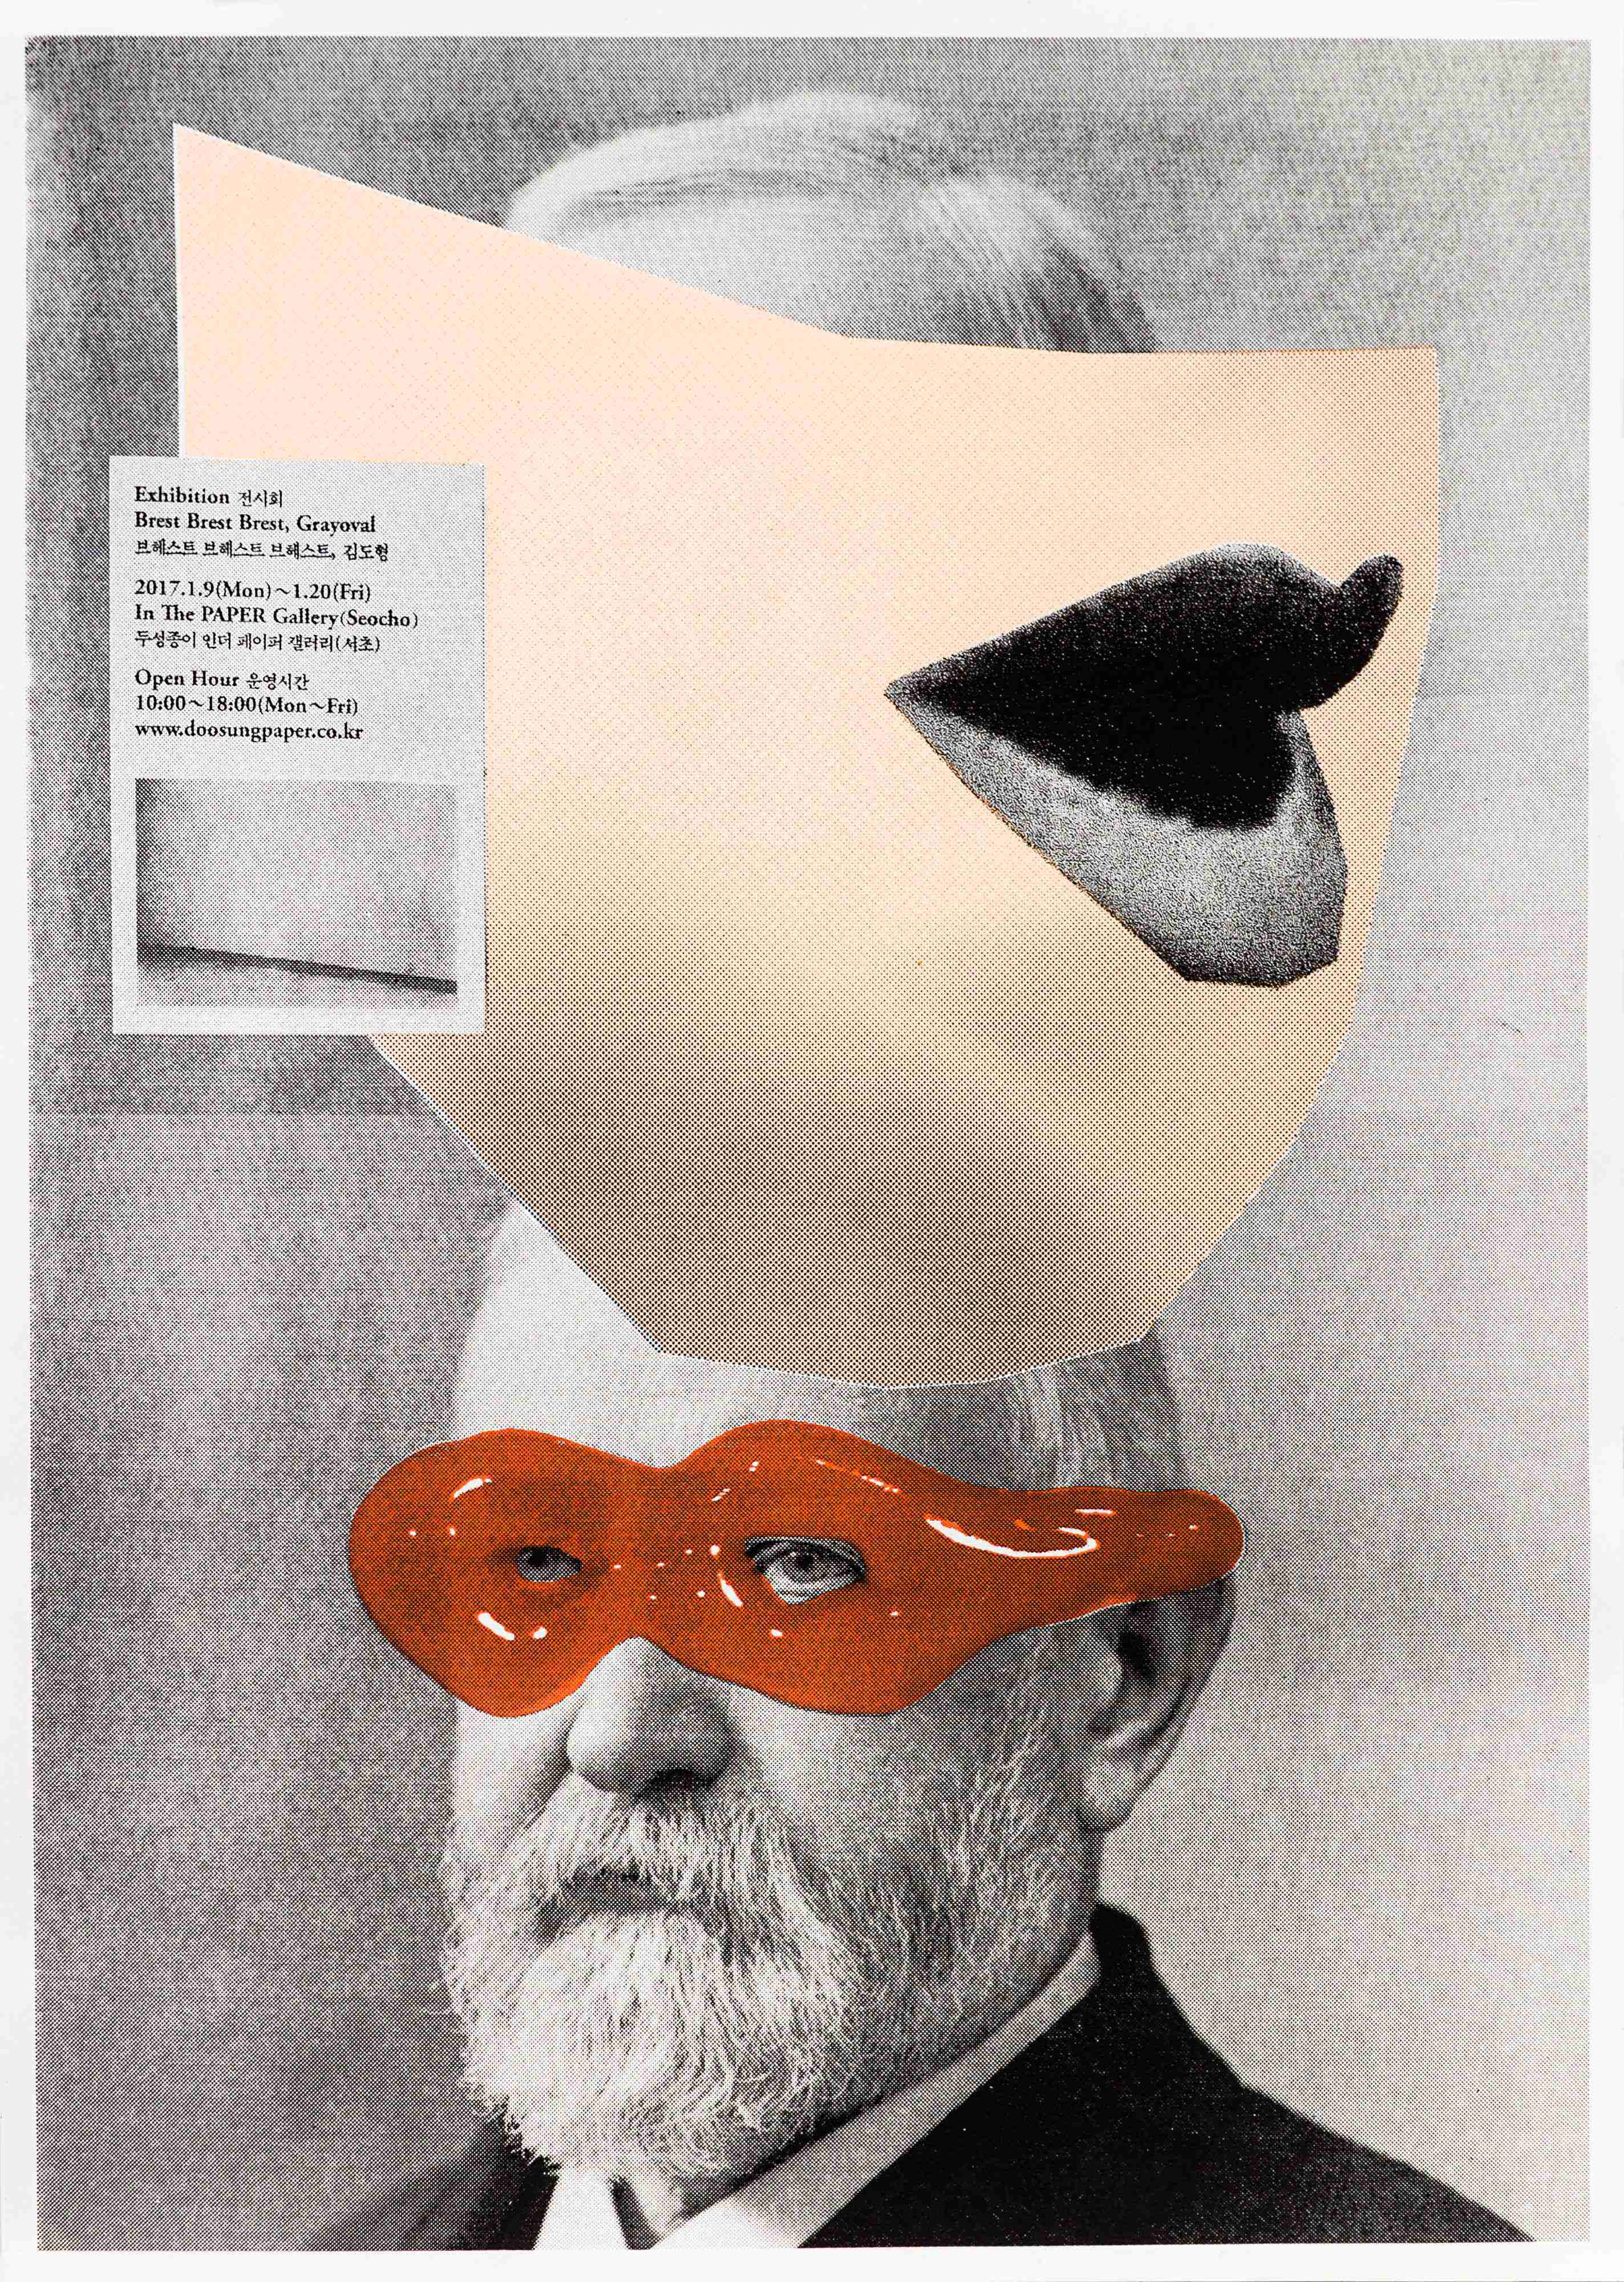 Exhibition 전시회
Brest Brest Brest, Grayoval
브헤스트 브헤스트 브헤스트, 김도형
2017.1.9(Mon)~1.20(Fri)
In The PAPER Gallery(Seocho)
두성종이 인더 페이퍼 갤러리(서초)
Open Hour 운영시간
10:00~18:00(Mon~Fri)
www.doosungpaper.co.kr